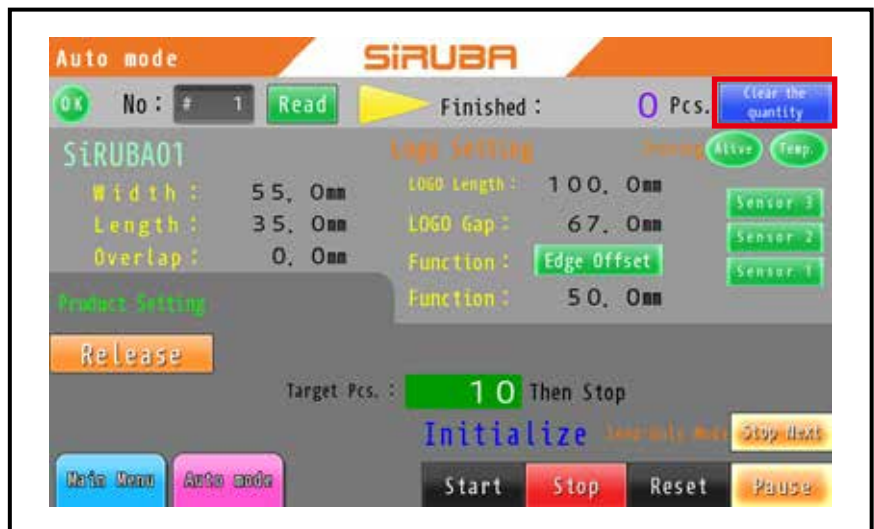 Auto mode
SiRUBA
OK No: # 1 Read Finished : 0 Pcs. Clear the quantity
SiRUBA01 Logo Setting Alive Temp.
Width : 55. 0mm LOGO Length : 100. 0mm
Length : 35. 0mm LOGO Gap : 67. 0mm
Overlap : 0. 0mm Function : Edge Offset
Function : 50. 0mm
Sensor 3
Sensor 2
Sensor 1
Product Setting
Release
Target Pcs. : 10 Then Stop
Initialize Stop Next
Main Menu Auto mode Start Stop Reset Pause